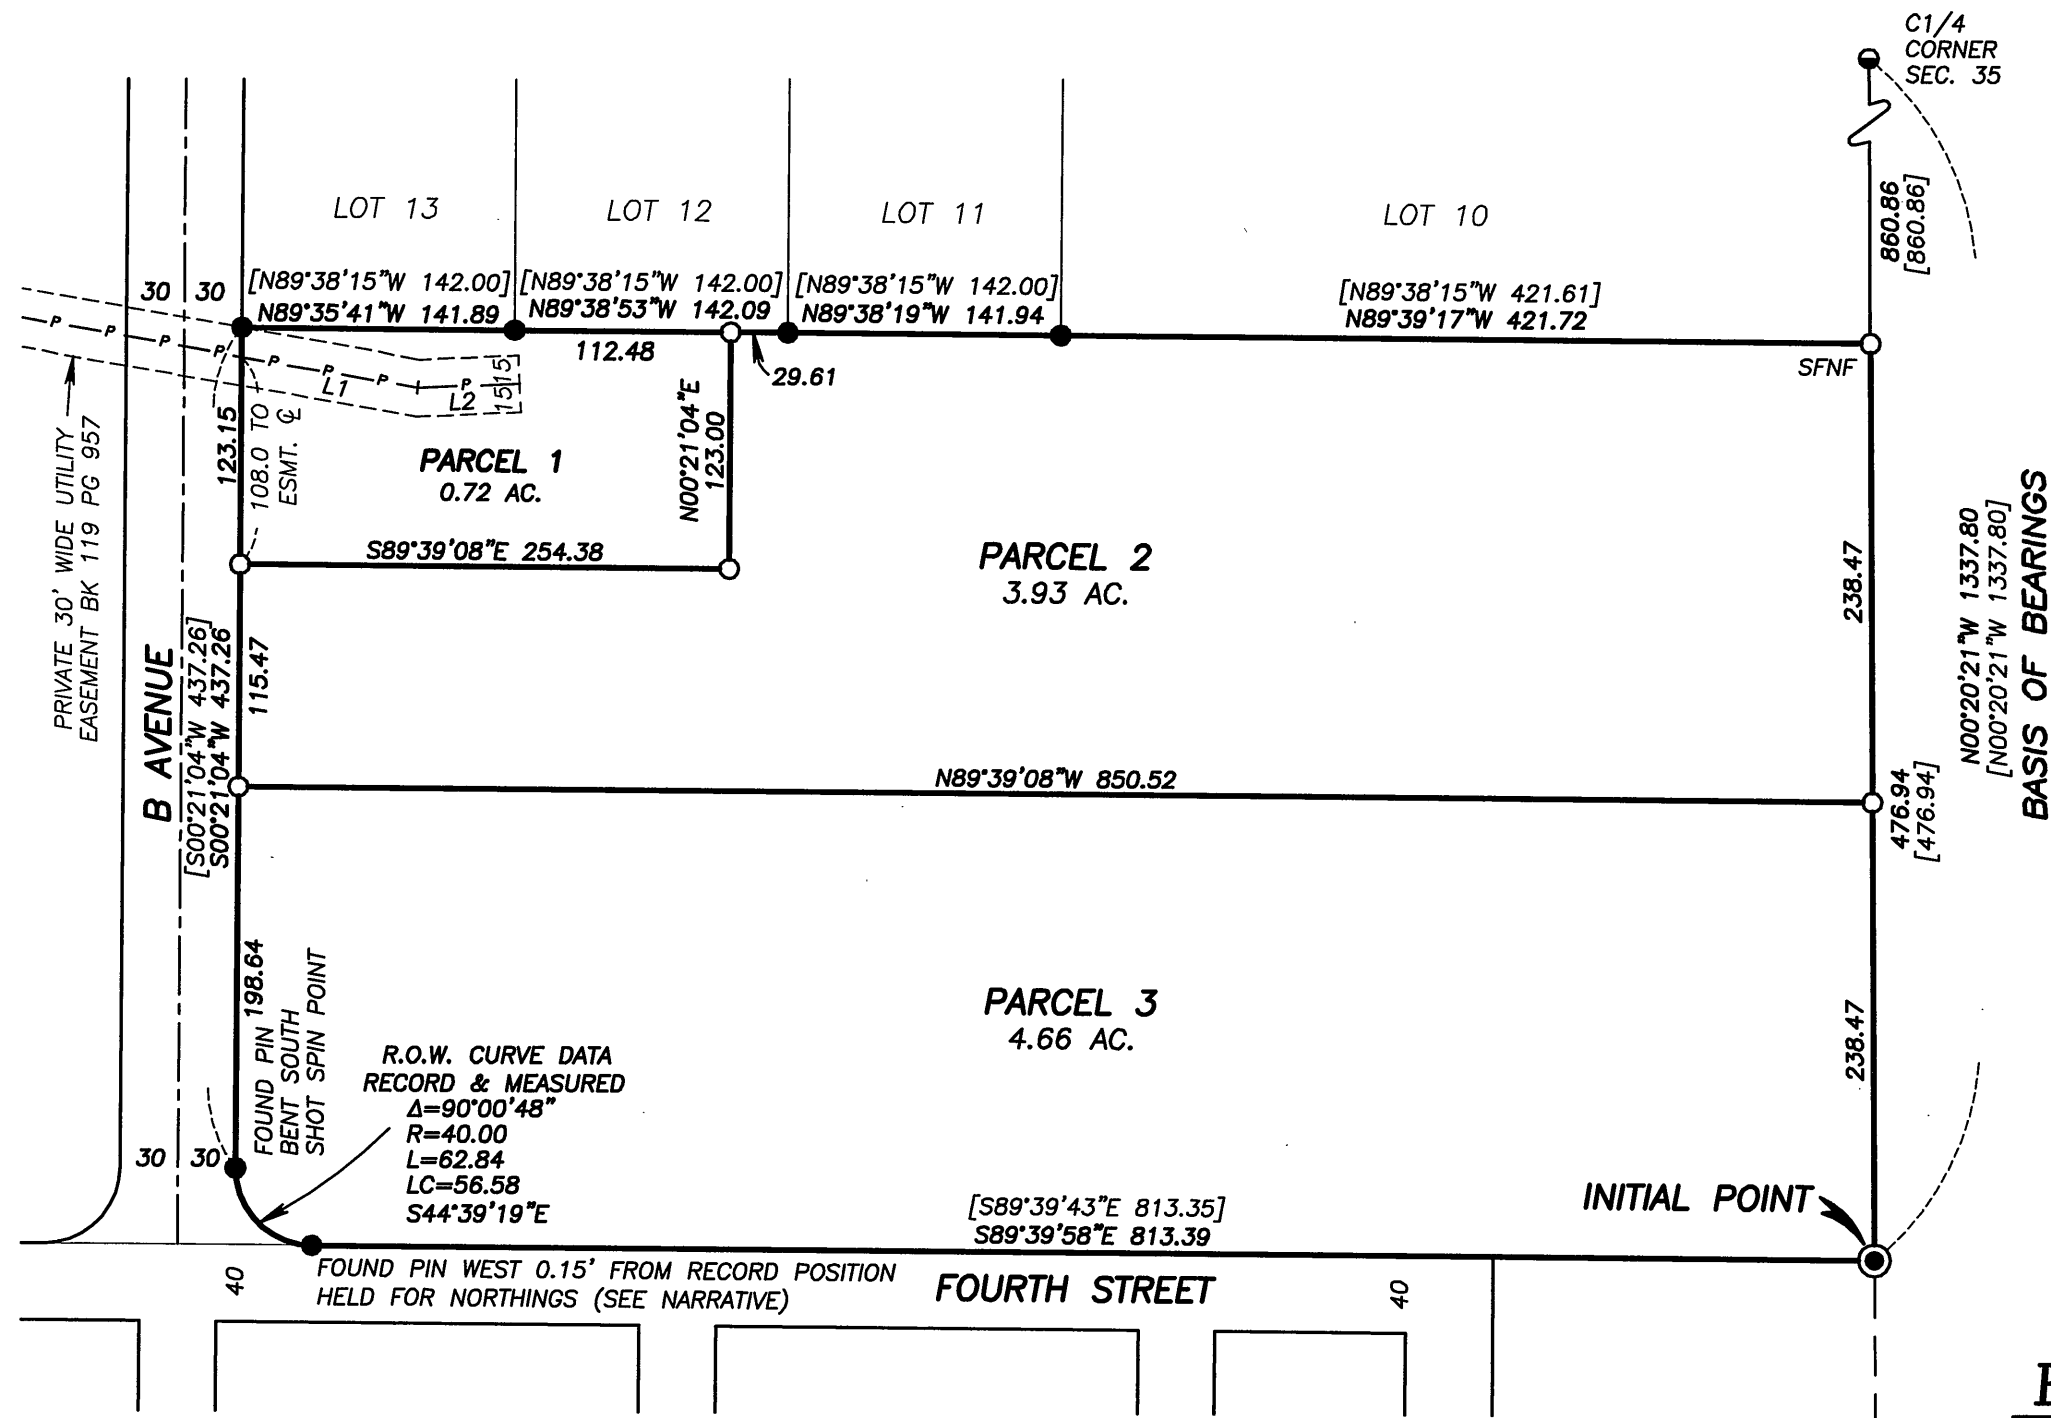 C1/4
CORNER
SEC. 35
860.86
[860.86]
LOT 13
LOT 12
LOT 11
LOT 10
30
30
[N89°38'15"W 142.00]
[N89°38'15"W 142.00]
[N89°38'15"W 142.00]
[N89°38'15"W 421.61]
N89°35'41"W 141.89
N89°38'53"W 142.09
N89°38'19"W 141.94
N89°39'17"W 421.72
112.48
29.61
SFNF
P
P
P
P
P
P
P
P
L1
L2
15
15
123.15
108.0 TO
ESMT. ℄
N00°21'04"E
123.00
PARCEL 1
0.72 AC.
S89°39'08"E 254.38
PRIVATE 30' WIDE UTILITY
EASEMENT BK 119 PG 957
PARCEL 2
3.93 AC.
238.47
N00°20'21"W 1337.80
[N00°20'21"W 1337.80]
BASIS OF BEARINGS
B AVENUE
[S00°21'04"W 437.26]
S00°21'04"W 437.26
115.47
N89°39'08"W 850.52
476.94
[476.94]
198.64
FOUND PIN
BENT SOUTH
SHOT SPIN POINT
PARCEL 3
4.66 AC.
238.47
R.O.W. CURVE DATA
RECORD & MEASURED
Δ=90°00'48"
R=40.00
L=62.84
LC=56.58
S44°39'19"E
30
30
INITIAL POINT
[S89°39'43"E 813.35]
S89°39'58"E 813.39
40
FOUND PIN WEST 0.15' FROM RECORD POSITION
HELD FOR NORTHINGS (SEE NARRATIVE)
FOURTH STREET
40